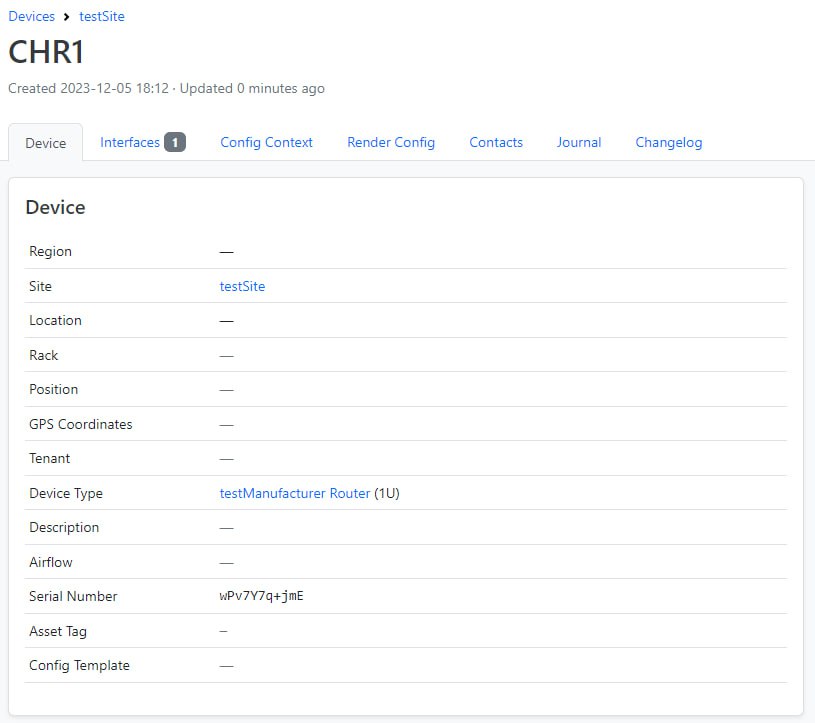 Devices > testSite
CHR1
Created 2023-12-05 18:12 · Updated 0 minutes ago
Device Interfaces 1 Config Context Render Config Contacts Journal Changelog
Device
Region —
Site testSite
Location —
Rack —
Position —
GPS Coordinates —
Tenant —
Device Type testManufacturer Router (1U)
Description —
Airflow —
Serial Number wPv7Y7q+jmE
Asset Tag –
Config Template —